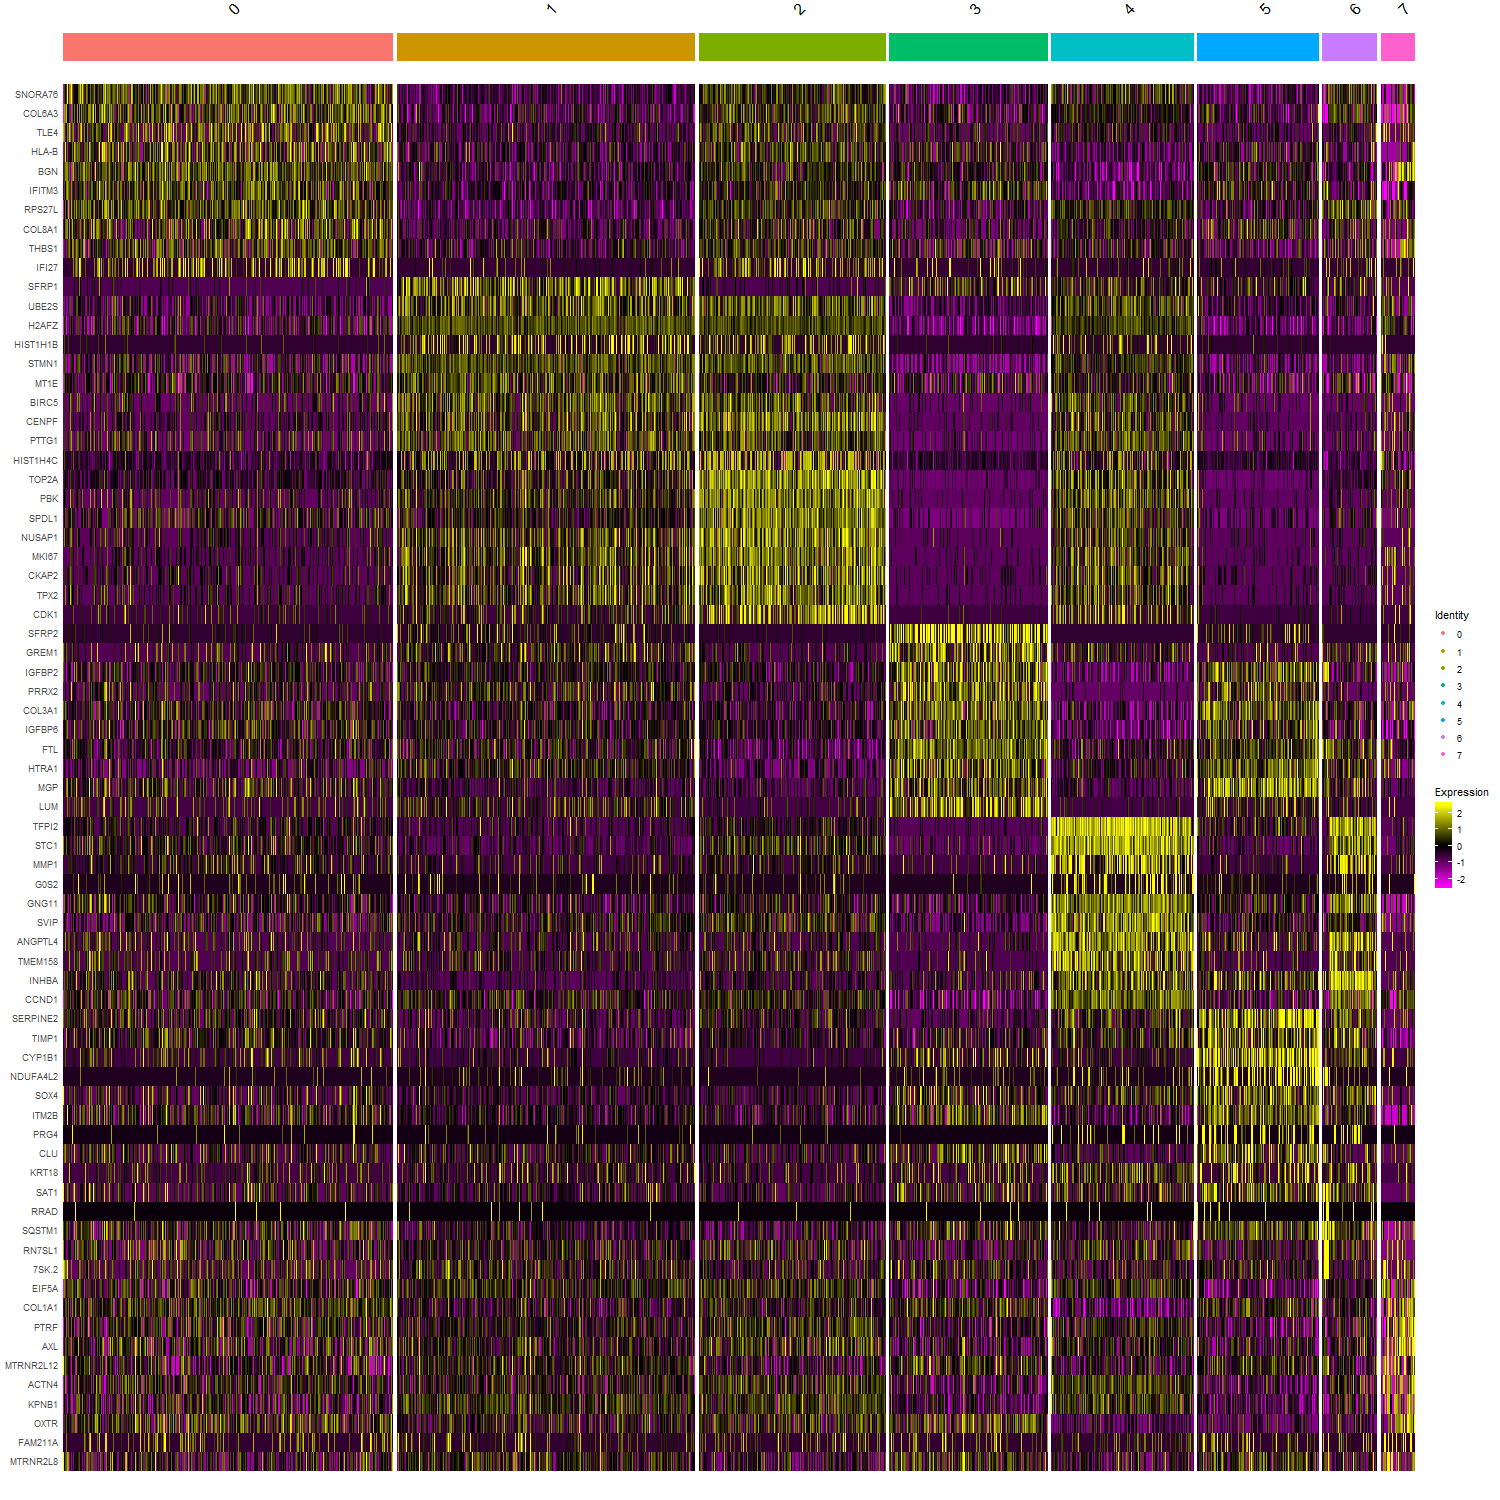 0 1 2 3 4 5 6 7
SNORA76
COL6A3
TLE4
HLA-B
BGN
IFITM3
RPS27L
COL8A1
THBS1
IFI27
SFRP1
UBE2S
H2AFZ
HIST1H1B
STMN1
MT1E
BIRC5
CENPF
PTTG1
HIST1H4C
TOP2A
PBK
SPDL1
NUSAP1
MKI67
CKAP2
TPX2
CDK1
SFRP2
GREM1
IGFBP2
PRRX2
COL3A1
IGFBP6
FTL
HTRA1
MGP
LUM
TFPI2
STC1
MMP1
G0S2
GNG11
SVIP
ANGPTL4
TMEM158
INHBA
CCND1
SERPINE2
TIMP1
CYP1B1
NDUFA4L2
SOX4
ITM2B
PRG4
CLU
KRT18
SAT1
RRAD
SQSTM1
RN7SL1
7SK.2
EIF5A
COL1A1
PTRF
AXL
MTRNR2L12
ACTN4
KPNB1
OXTR
FAM211A
MTRNR2L8
Identity
0
1
2
3
4
5
6
7
Expression
2
1
0
-1
-2